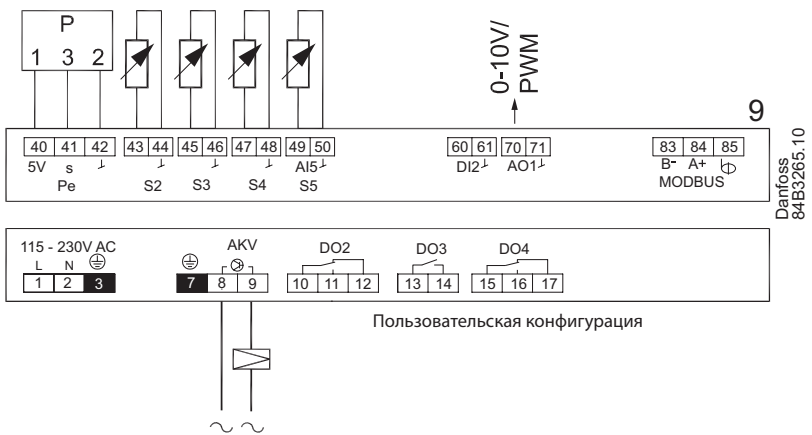 P
1 3 2
0-10V/
PWM
9
40 41 42 43 44 45 46 47 48 49 50 60 61 70 71 83 84 85
5V s AI5 DI2 AO1 B- A+
Pe S2 S3 S4 S5 MODBUS
Danfoss
84B3265.10
115 - 230V AC AKV DO2 DO3 DO4
L N
1 2 3 7 8 9 10 11 12 13 14 15 16 17
Пользовательская конфигурация